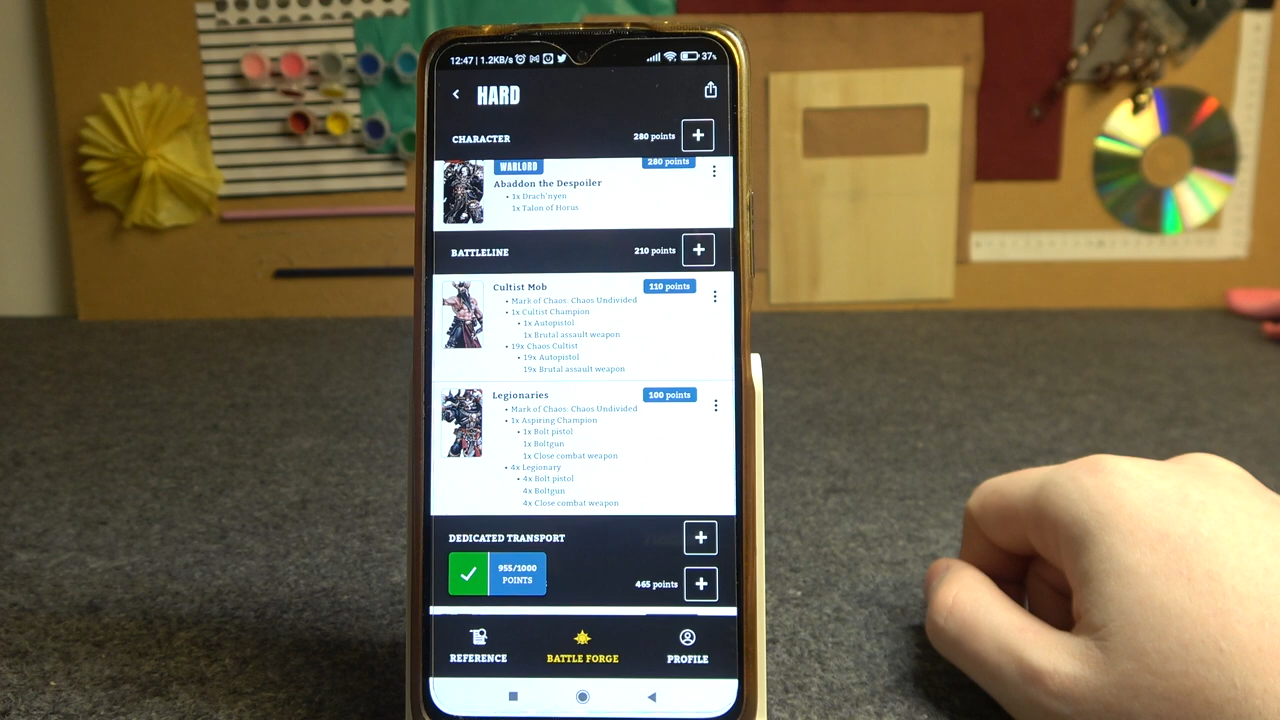 12:47 | 1.2KB/s 37%
HARD
CHARACTER 280 points +
WARLORD 280 points
Abaddon the Despoiler
• 1x Drach'nyen
1x Talon of Horus
BATTLELINE 210 points +
Cultist Mob 110 points
• Mark of Chaos: Chaos Undivided
• 1x Cultist Champion
• 1x Autopistol
1x Brutal assault weapon
• 19x Chaos Cultist
• 19x Autopistol
19x Brutal assault weapon
Legionaries 100 points
• Mark of Chaos: Chaos Undivided
• 1x Aspiring Champion
• 1x Bolt pistol
1x Boltgun
1x Close combat weapon
• 4x Legionary
• 4x Bolt pistol
4x Boltgun
4x Close combat weapon
DEDICATED TRANSPORT +
955/1000
POINTS
465 points +
REFERENCE BATTLE FORGE PROFILE